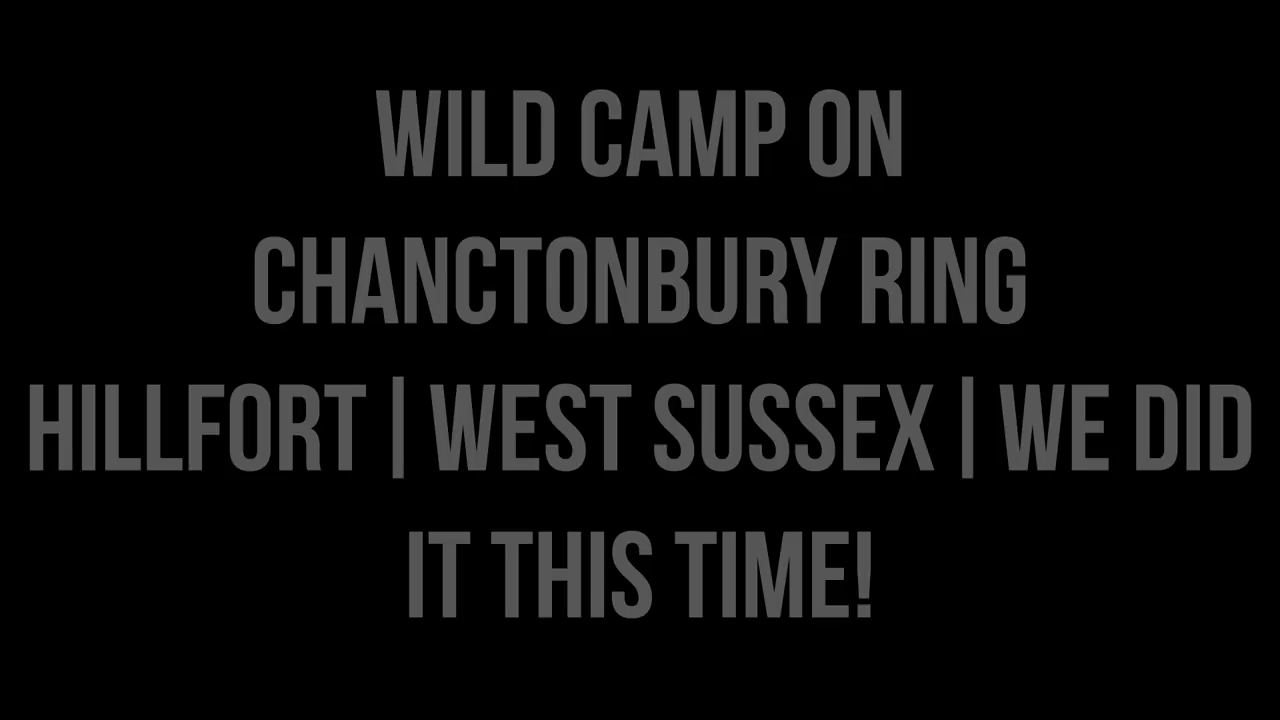 WILD CAMP ON
CHANCTONBURY RING
HILLFORT | WEST SUSSEX | WE DID
IT THIS TIME!